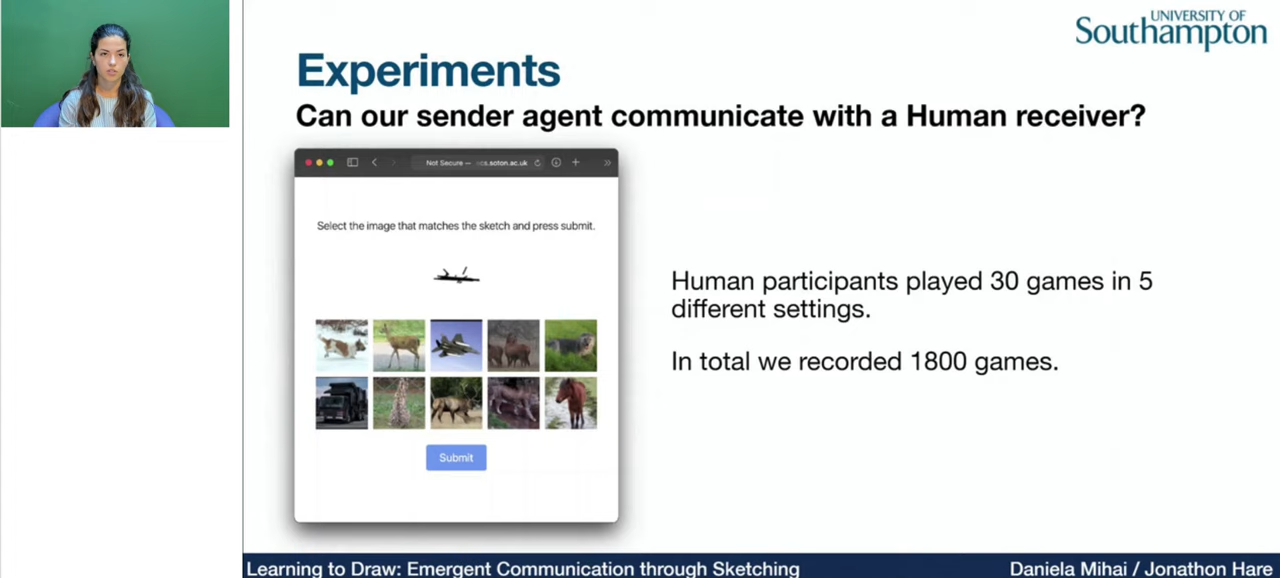 UNIVERSITY OF
Southampton
Experiments
Can our sender agent communicate with a Human receiver?
Not Secure — ecs.soton.ac.uk
Select the image that matches the sketch and press submit.
Submit
Human participants played 30 games in 5
different settings.
In total we recorded 1800 games.
Learning to Draw: Emergent Communication through Sketching
Daniela Mihai / Jonathon Hare